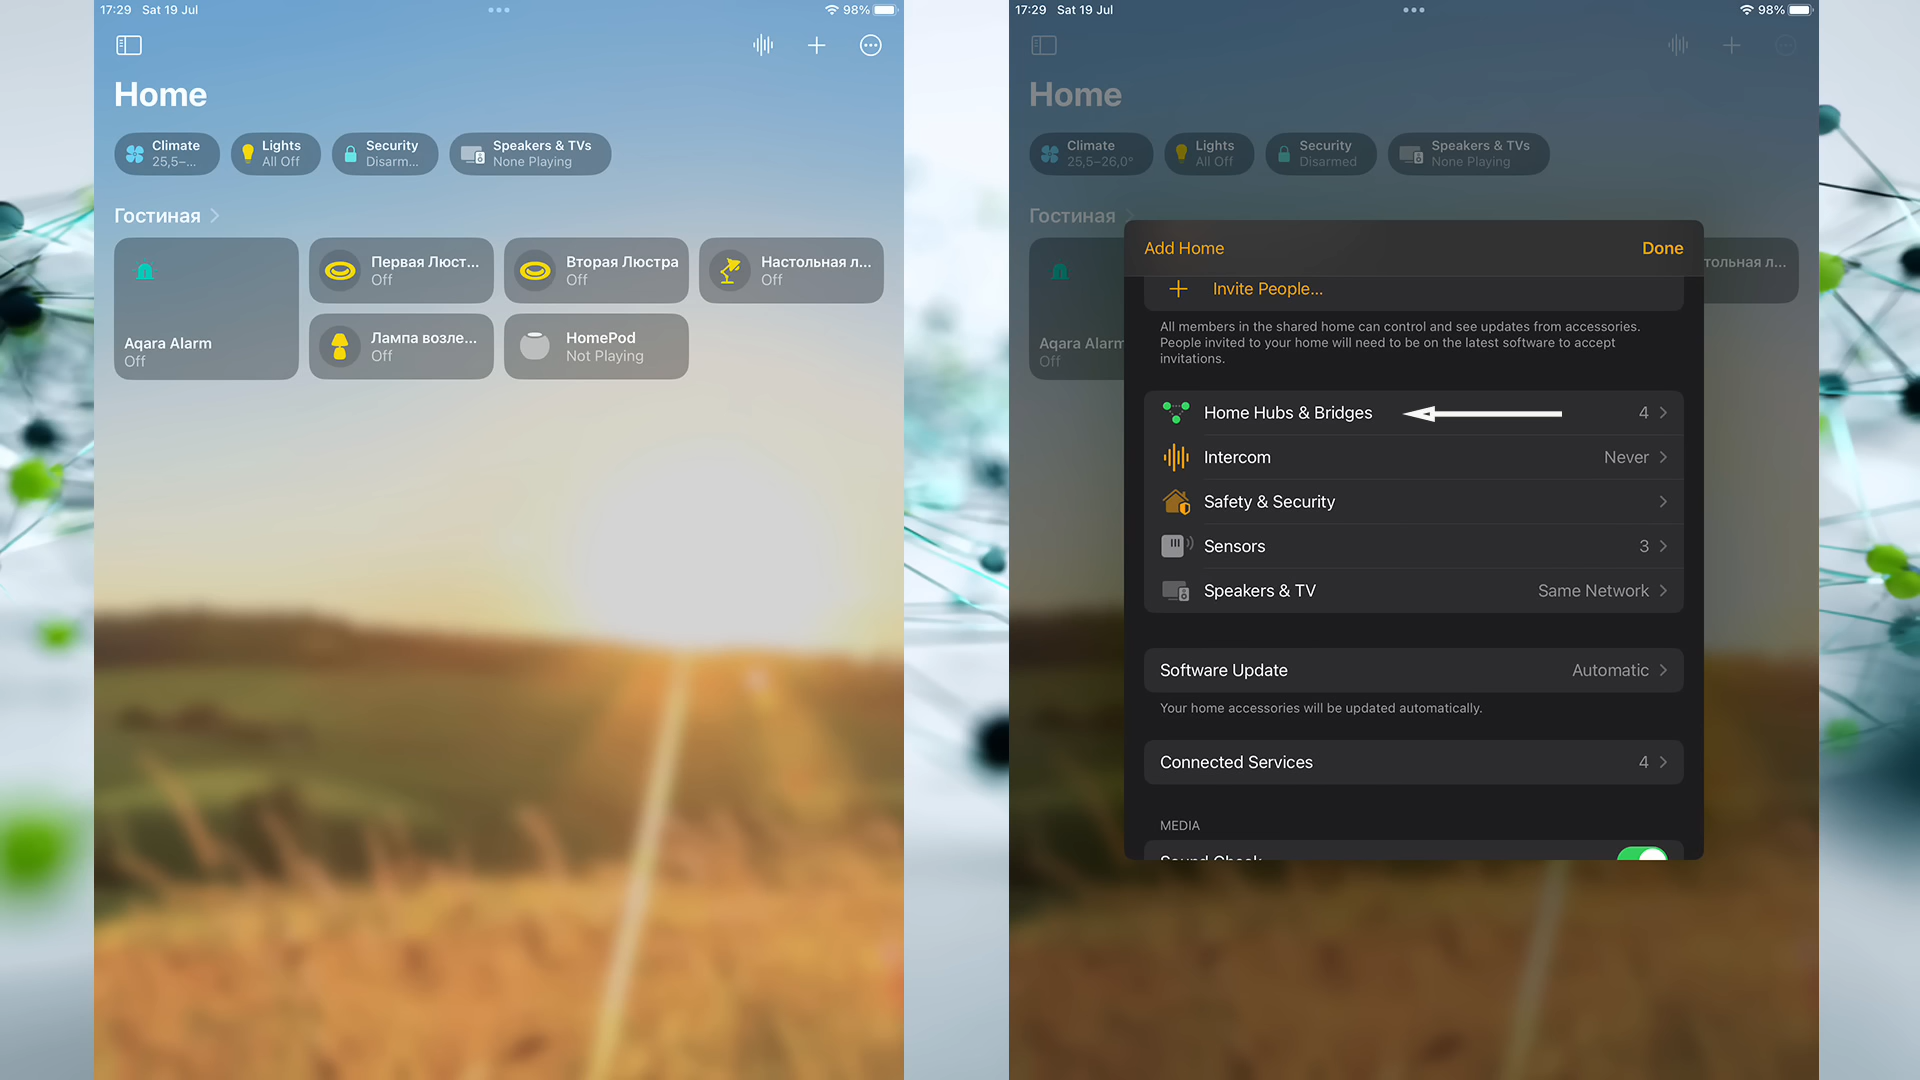 17:29 Sat 19 Jul
98%
Home
Climate
25,5–...
Lights
All Off
Security
Disarm...
Speakers & TVs
None Playing
Гостиная
Aqara Alarm
Off
Первая Люст...
Off
Вторая Люстра
Off
Настольная л...
Off
Лампа возле...
Off
HomePod
Not Playing
17:29 Sat 19 Jul
98%
Home
Climate
25,5–26,0°
Lights
All Off
Security
Disarmed
Speakers & TVs
None Playing
Гостиная
Aqara Alarm
Off
тольная л...
Add Home
Done
Invite People...
All members in the shared home can control and see updates from accessories.
People invited to your home will need to be on the latest software to accept
invitations.
Home Hubs & Bridges 4
Intercom Never
Safety & Security
Sensors 3
Speakers & TV Same Network
Software Update Automatic
Your home accessories will be updated automatically.
Connected Services 4
MEDIA
Sound Check